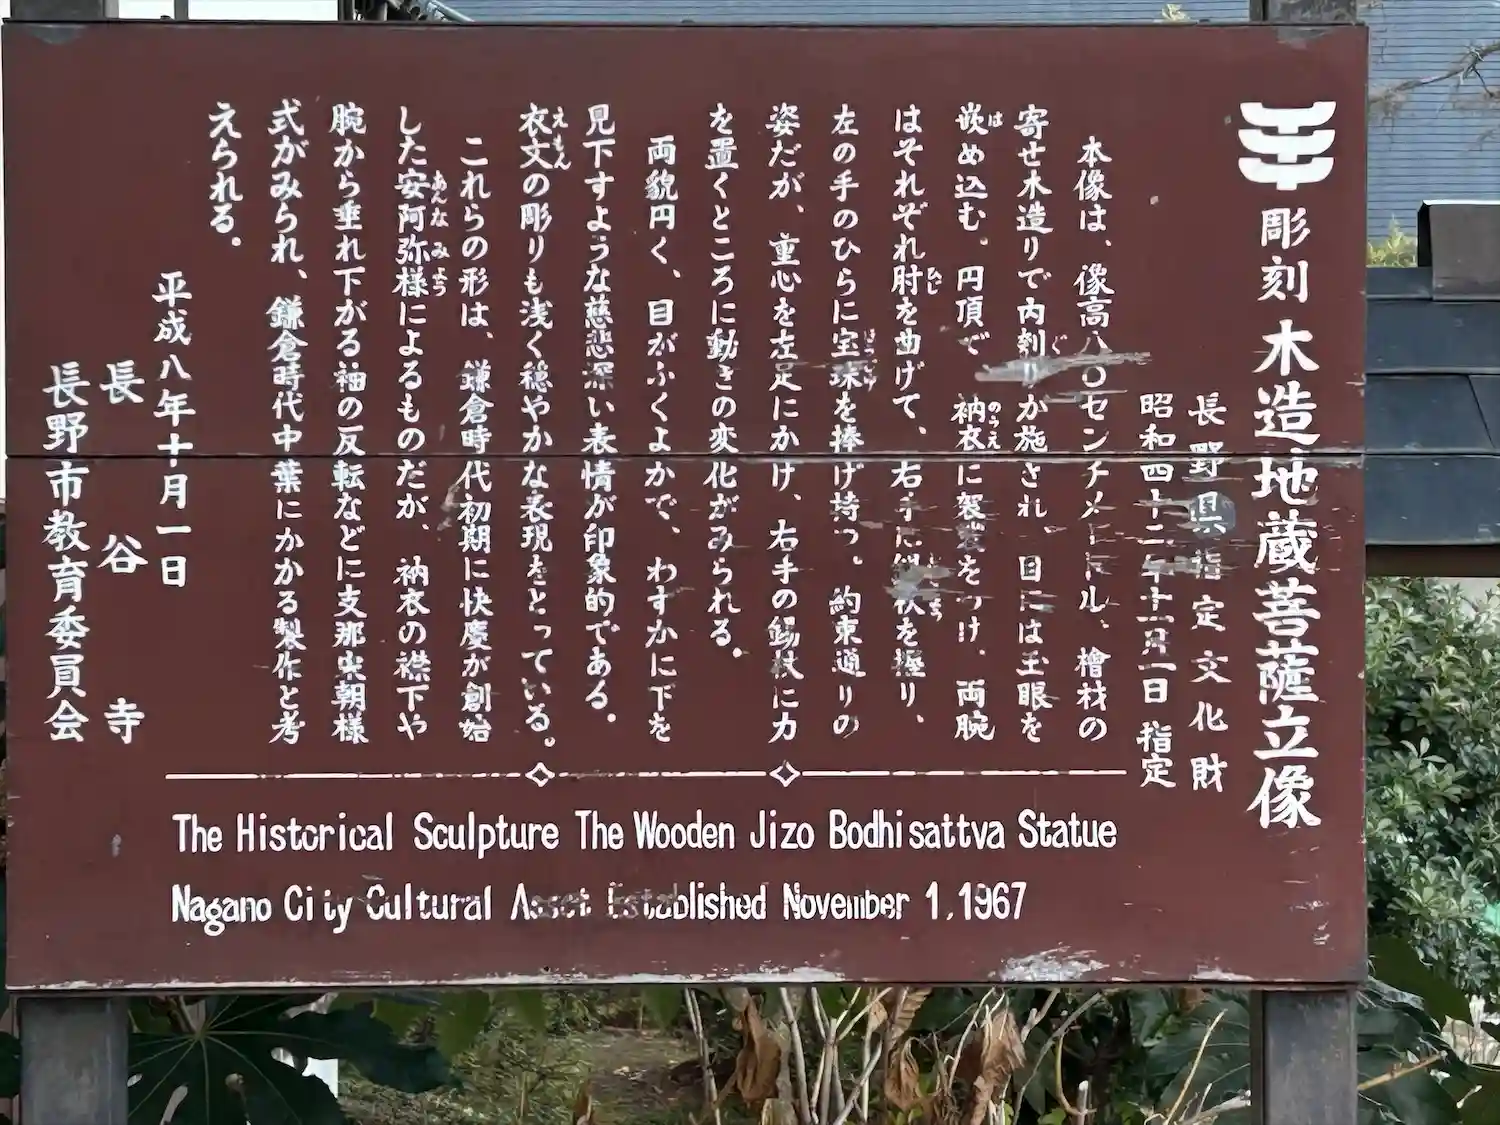 彫刻 木造地蔵菩薩立像
長野県指定文化財
昭和四十二年十一月一日 指定
本像は、像高八〇センチメートル、檜材の
寄せ木造りで内刳りが施され、目には玉眼を
嵌め込む。円頂で、衲衣に袈裟をつけ、両腕
はそれぞれ肘を曲げて、右手に錫杖を握り、
左の手のひらに宝珠を捧げ持つ。約束通りの
姿だが、重心を左足にかけ、右手の錫杖に力
を置くところに動きの変化がみられる。
両貌円く、目がふくよかで、わずかに下を
見下すような慈悲深い表情が印象的である。
衣文の彫りも浅く穏やかな表現をとっている。
これらの形は、鎌倉時代初期に快慶が創始
した安阿弥様によるものだが、衲衣の襟下や
腕から垂れ下がる袖の反転などに支那宋朝様
式がみられ、鎌倉時代中葉にかかる製作と考
えられる。
平成八年十月一日
長谷寺
長野市教育委員会
The Historical Sculpture The Wooden Jizo Bodhisattva Statue
Nagano City Cultural Asset Established November 1,1967